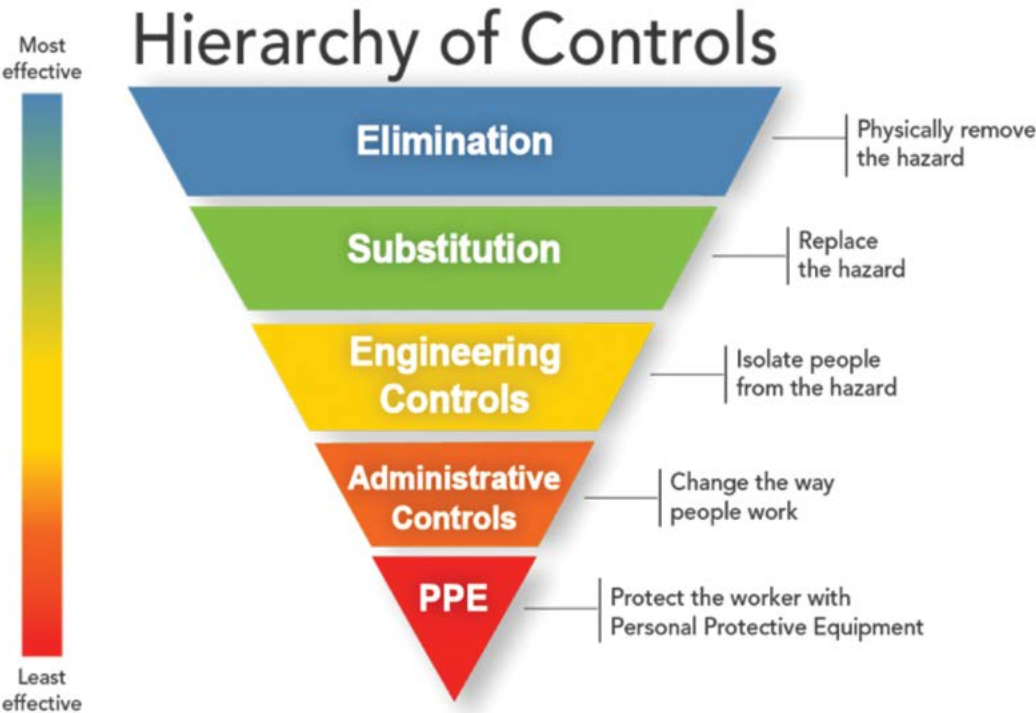 Hierarchy of Controls
Most
effective
Elimination
Physically remove
the hazard
Substitution
Replace
the hazard
Engineering
Controls
Isolate people
from the hazard
Administrative
Controls
Change the way
people work
PPE
Protect the worker with
Personal Protective Equipment
Least
effective